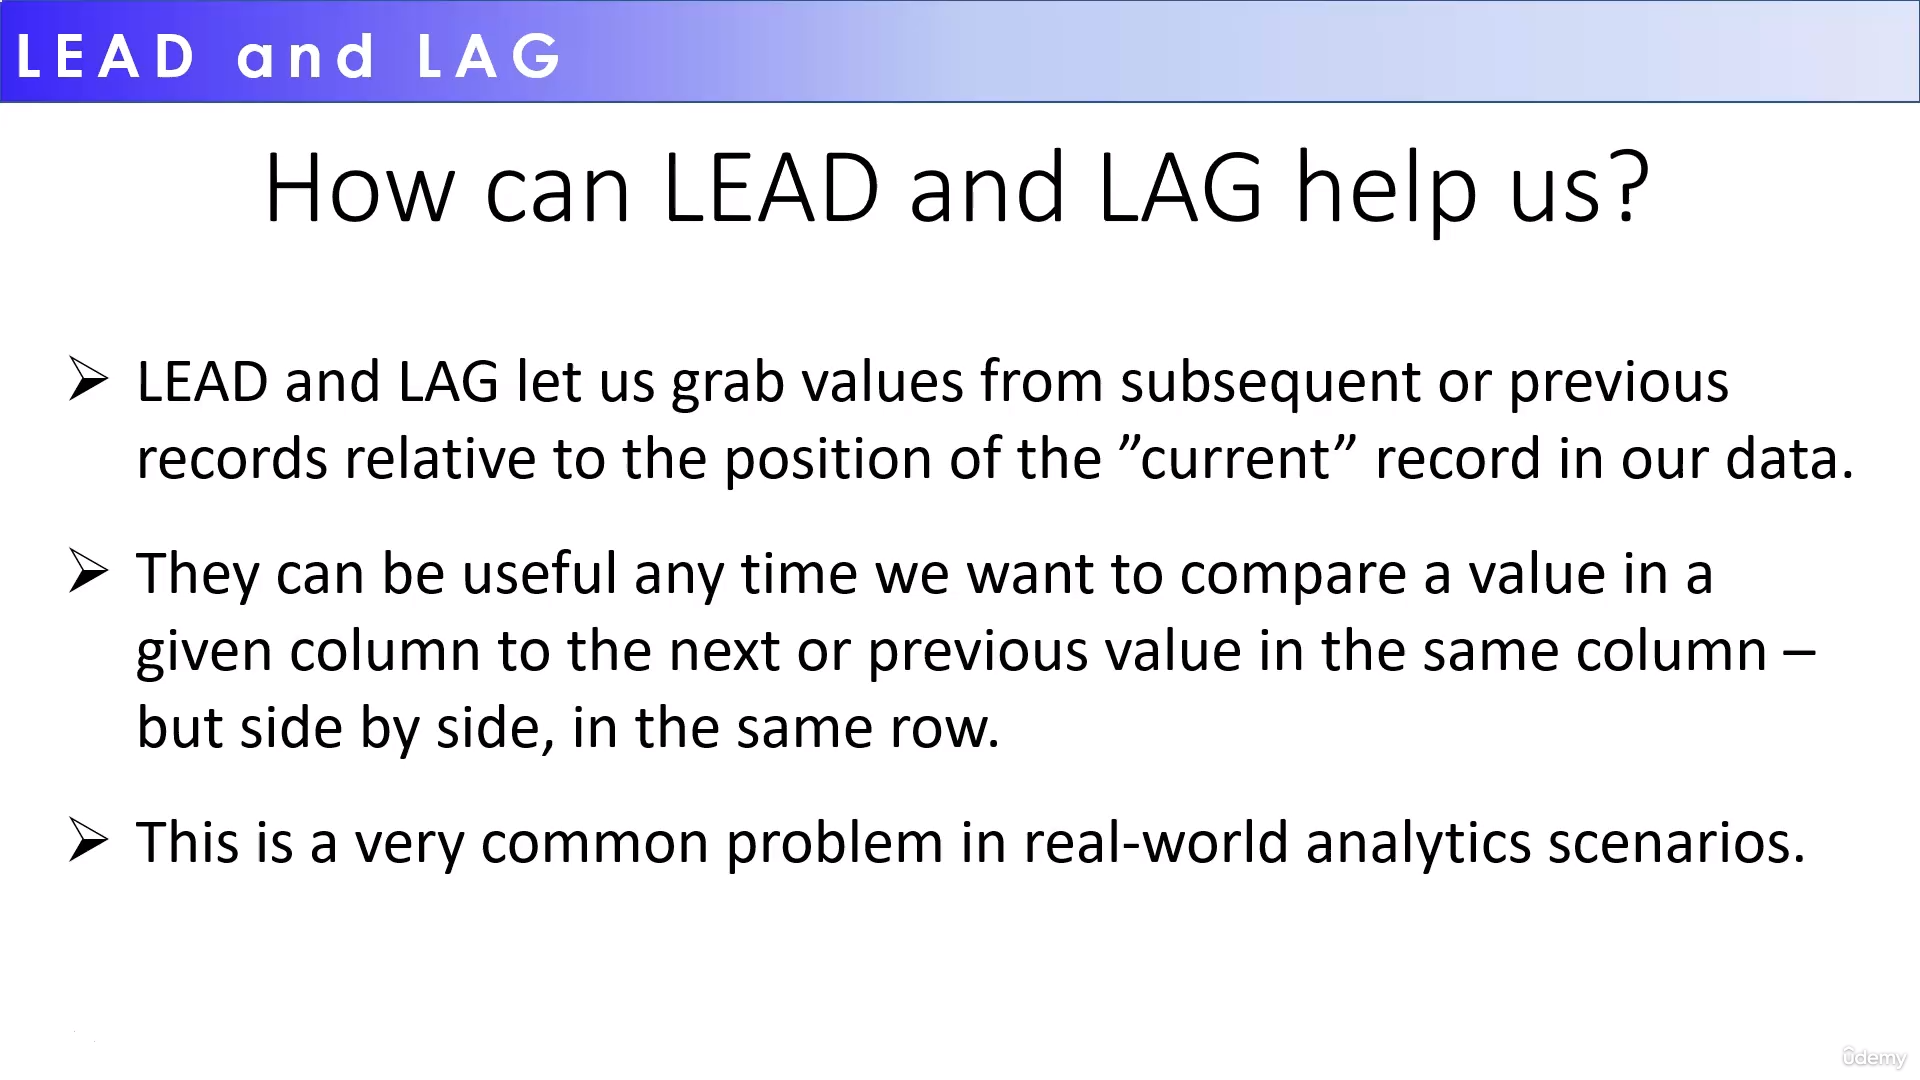 LEAD and LAG
How can LEAD and LAG help us?
➢ LEAD and LAG let us grab values from subsequent or previous
records relative to the position of the ”current” record in our data.
➢ They can be useful any time we want to compare a value in a
given column to the next or previous value in the same column –
but side by side, in the same row.
➢ This is a very common problem in real-world analytics scenarios.
ûdemy